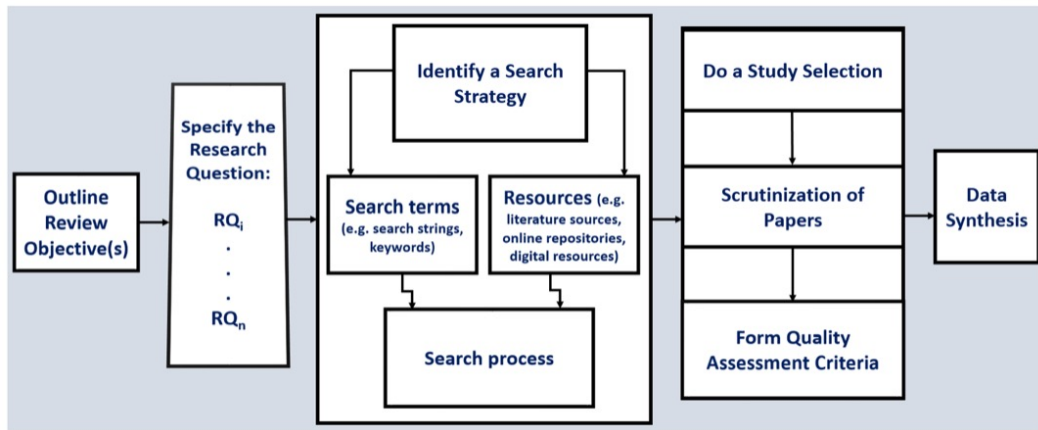 Outline
Review
Objective(s)
Specify the
Research
Question:
RQi
.
.
.
RQn
Identify a Search
Strategy
Search terms
(e.g. search strings,
keywords)
Resources (e.g.
literature sources,
online repositories,
digital resources)
Search process
Do a Study Selection
Scrutinization of
Papers
Form Quality
Assessment Criteria
Data
Synthesis